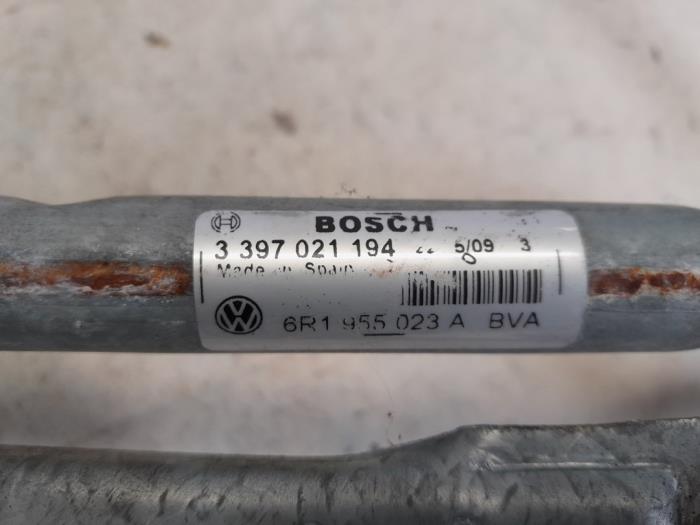 BOSCH
3 397 021 194 5/09 3
Made in Spain
6R1 955 023 A BVA